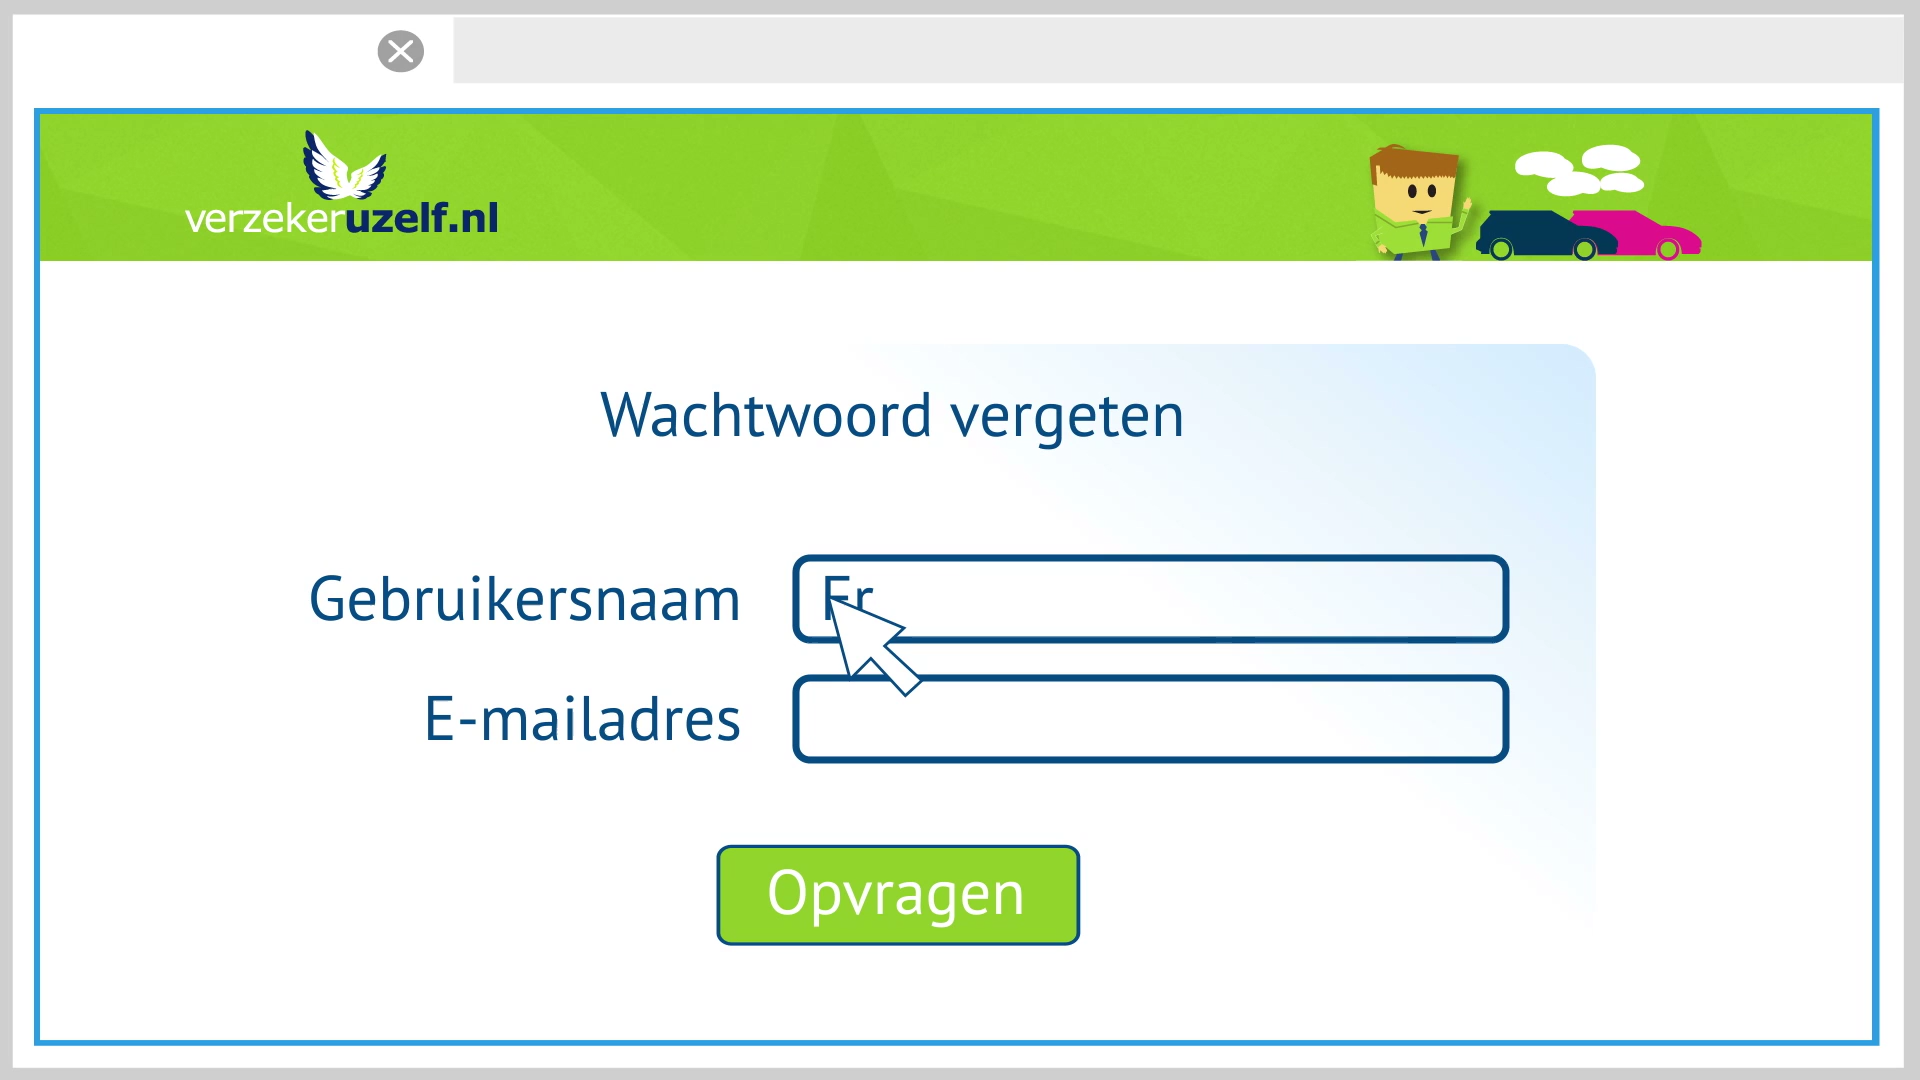 verzekeruzelf.nl
Wachtwoord vergeten
Gebruikersnaam Fr
E-mailadres
Opvragen